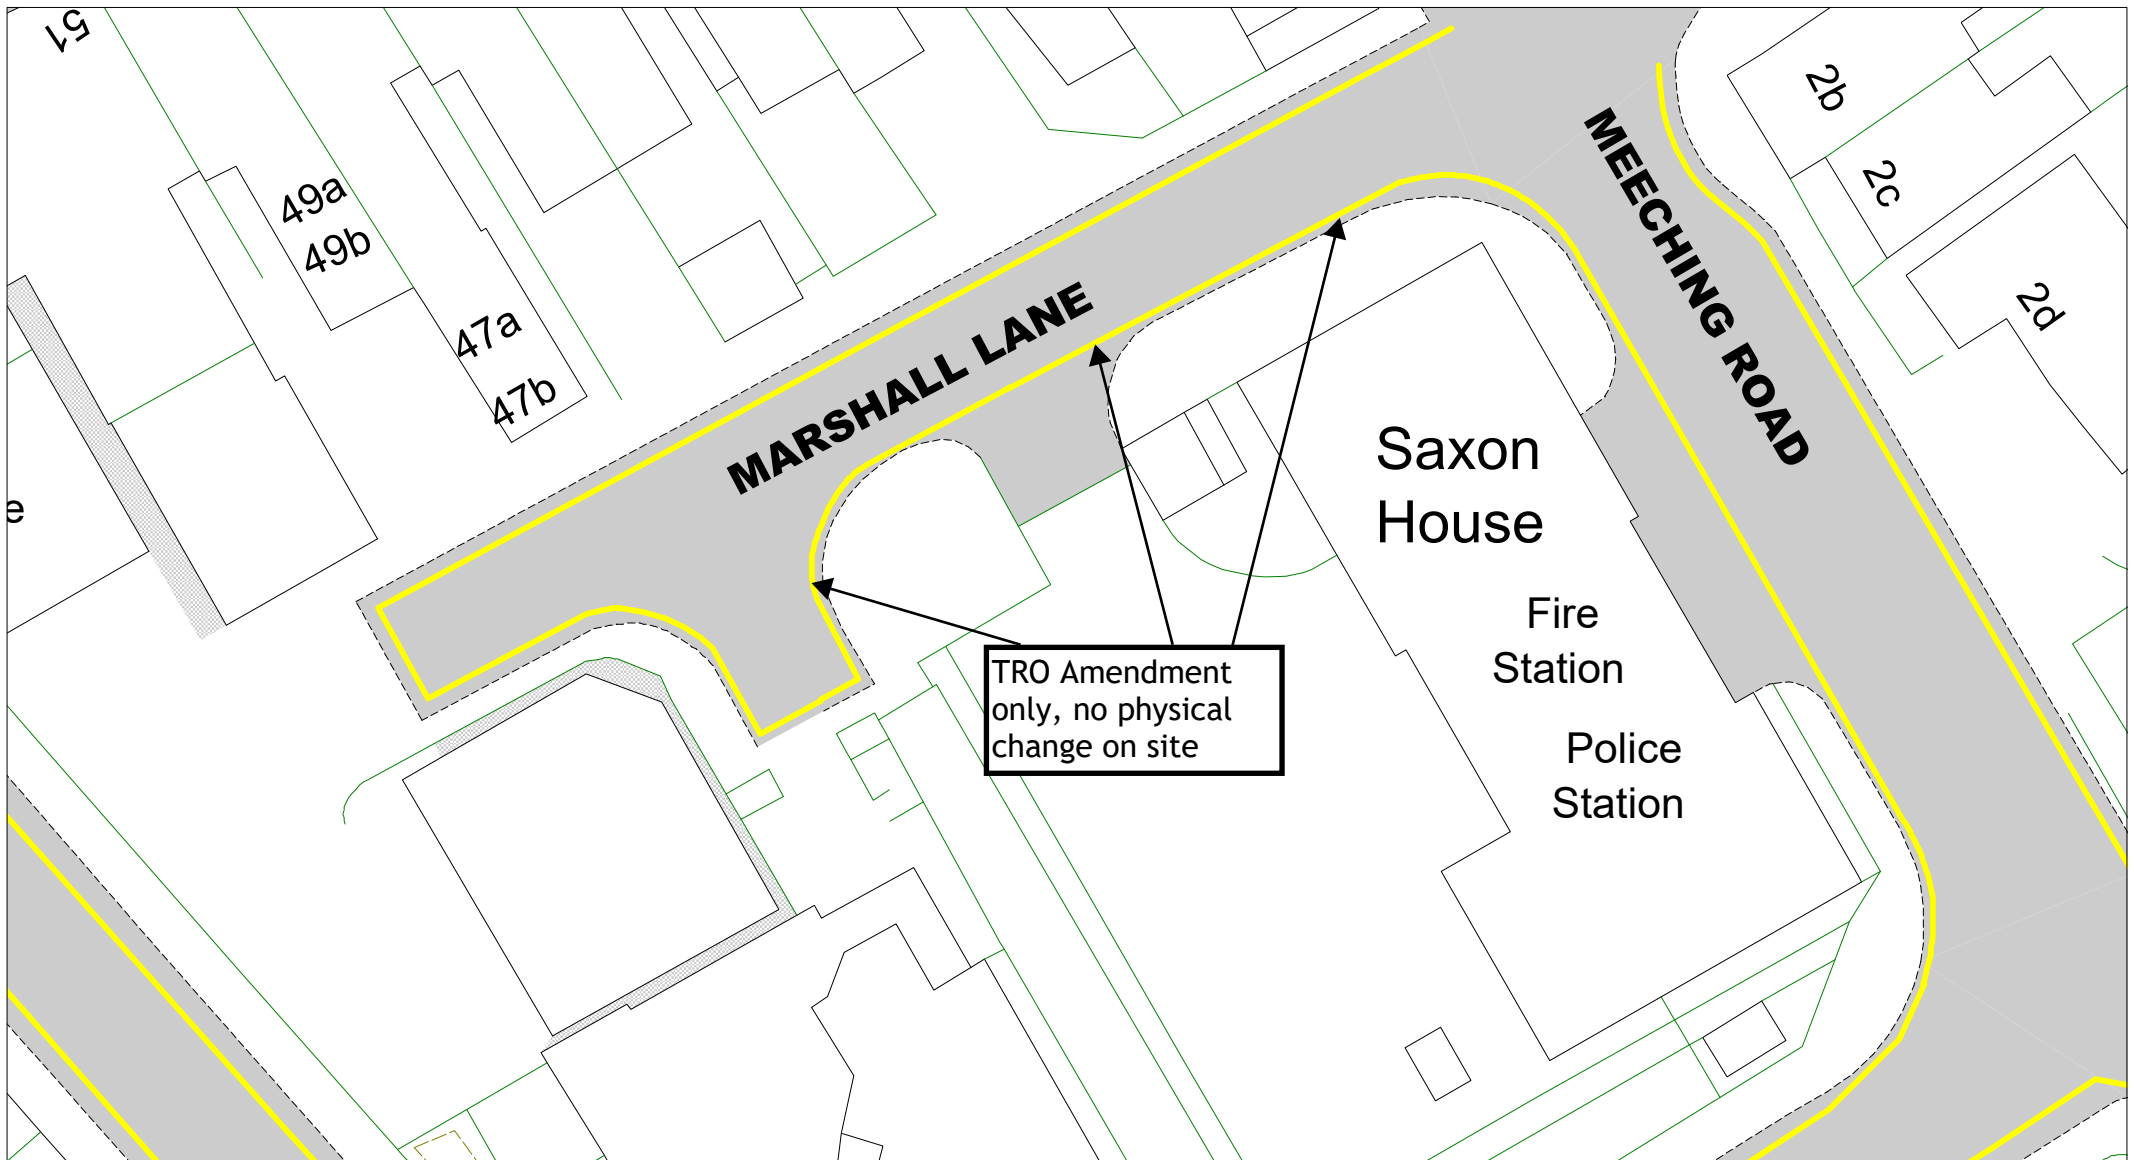 51
2b
2c
2d
MEECHING ROAD
49a
49b
47a
47b
MARSHALL LANE
e
Saxon
House
Fire
Station
Police
Station
TRO Amendment
only, no physical
change on site